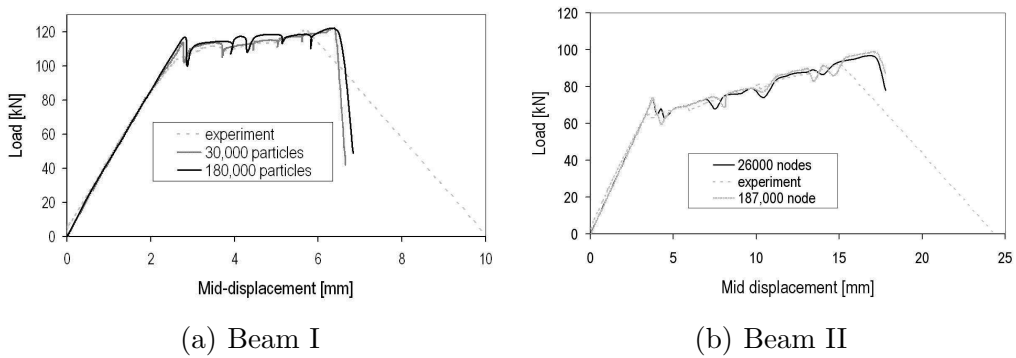 120
100
80
60
40
20
0
Load [kN]
experiment
30,000 particles
180,000 particles
0 2 4 6 8 10
Mid-displacement [mm]
(a) Beam I
120
100
80
60
40
20
0
Load [kN]
26000 nodes
experiment
187,000 node
0 5 10 15 20 25
Mid displacement [mm]
(b) Beam II